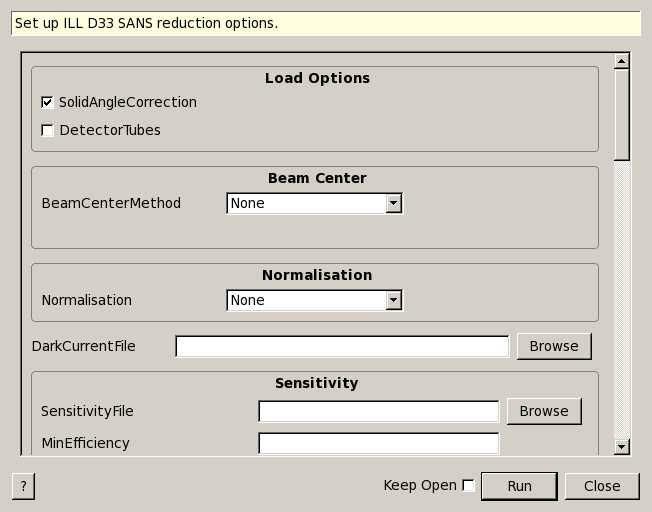 Set up ILL D33 SANS reduction options.
Load Options
SolidAngleCorrection
DetectorTubes
Beam Center
BeamCenterMethod None
Normalisation
Normalisation None
DarkCurrentFile Browse
Sensitivity
SensitivityFile Browse
MinEfficiency
? Keep Open Run Close